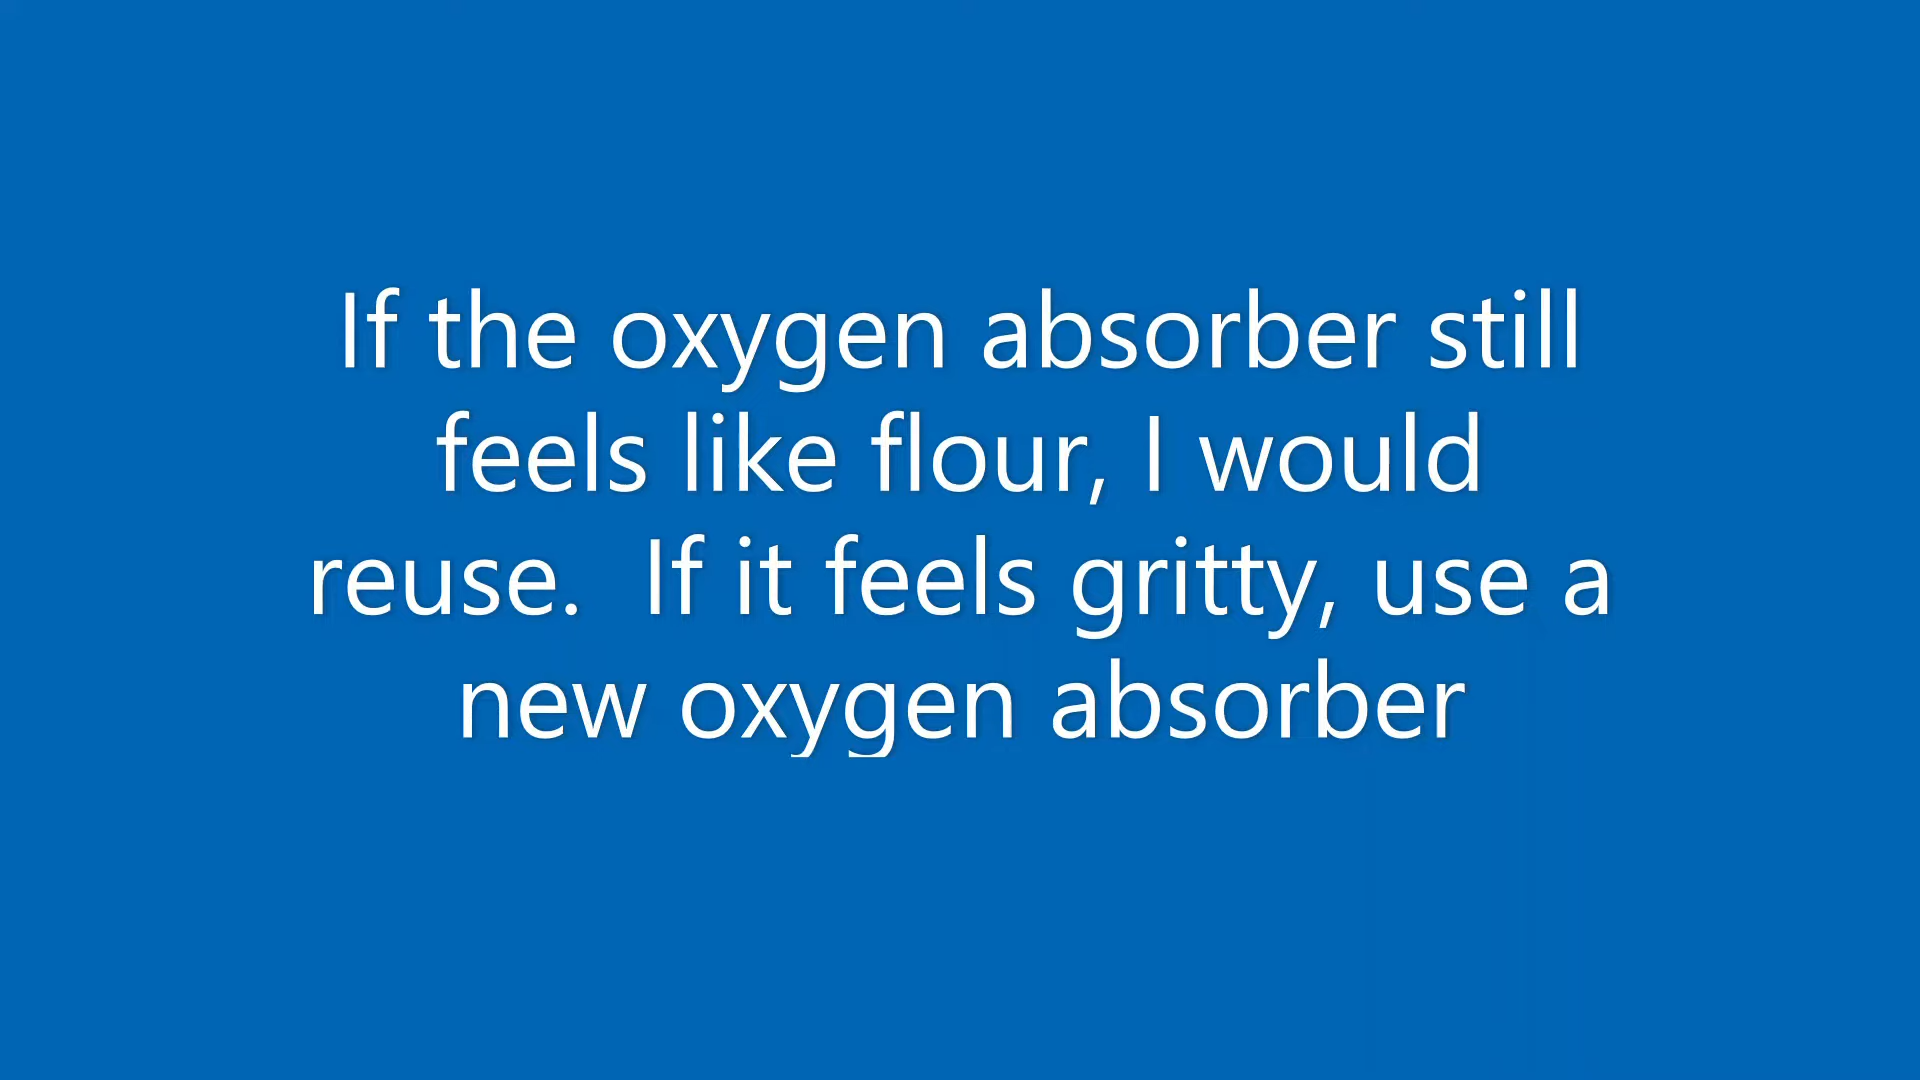 If the oxygen absorber still
feels like flour, I would
reuse.  If it feels gritty, use a
new oxygen absorber